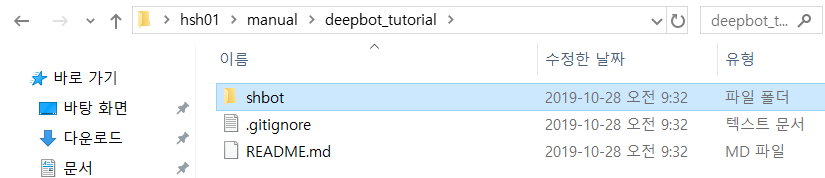 hsh01 > manual > deepbot_tutorial >
deepbot_t...
이름 수정한 날짜 유형
바로 가기
바탕 화면
다운로드
문서
shbot 2019-10-28 오전 9:32 파일 폴더
.gitignore 2019-10-28 오전 9:32 텍스트 문서
README.md 2019-10-28 오전 9:32 MD 파일